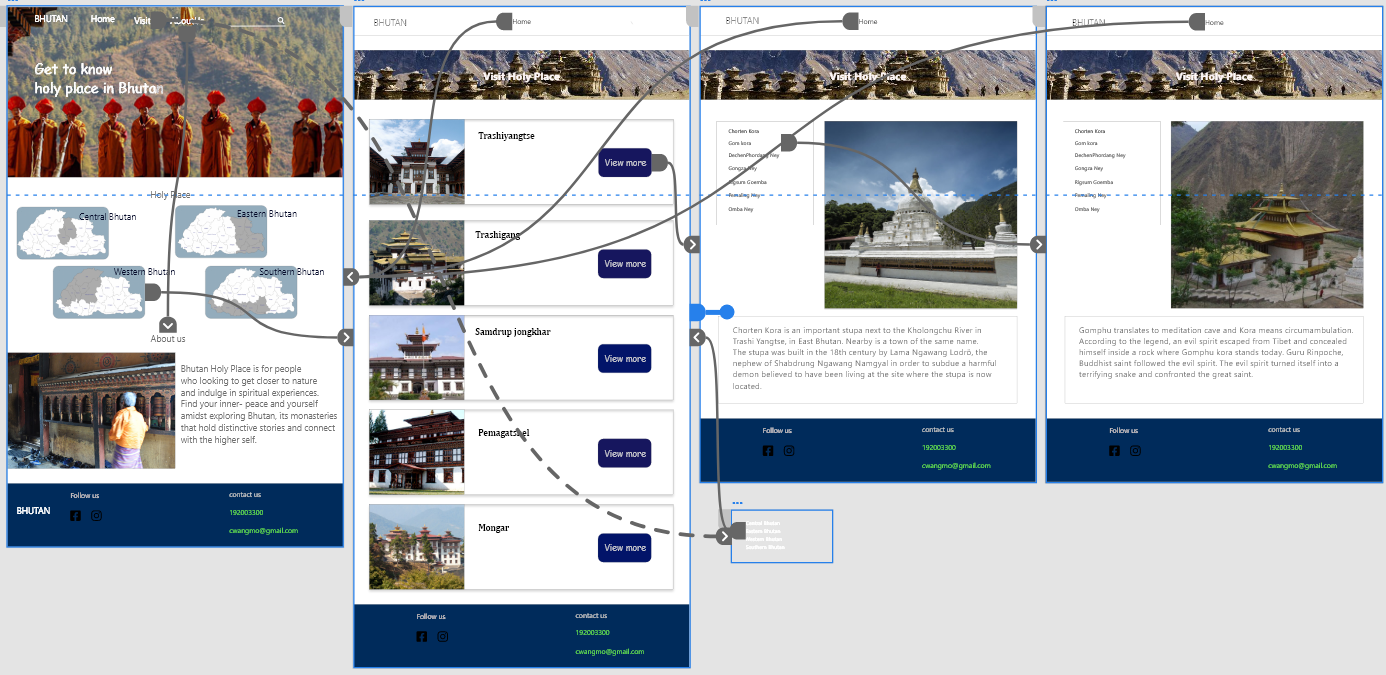 BHUTAN
Home
Visit
About Us
Get to know
holy place in Bhutan
Holy Place
Central Bhutan
Eastern Bhutan
Western Bhutan
Southern Bhutan
About us
Bhutan Holy Place is for people
who looking to get closer to nature
and indulge in spiritual experiences.
Find your inner- peace and yourself
amidst exploring Bhutan, its monasteries
that hold distinctive stories and connect
with the higher self.
BHUTAN
Follow us
contact us
192003300
cwangmo@gmail.com
BHUTAN
Home
Visit Holy Place
Trashiyangtse
View more
Trashigang
View more
Samdrup jongkhar
View more
Pemagatshel
View more
Mongar
View more
Follow us
contact us
192003300
cwangmo@gmail.com
BHUTAN
Home
Visit Holy Place
Chorten Kora
Gom kora
DechenPhordang Ney
Gongza Ney
Rigsum Goemba
Omba Ney
Chorten Kora is an important stupa next to the Kholongchu River in
Trashi Yangtse, in East Bhutan. Nearby is a town of the same name.
The stupa was built in the 18th century by Lama Ngawang Lodrö, the
nephew of Shabdrung Ngawang Namgyal in order to subdue a harmful
demon believed to have been living at the site where the stupa is now
located.
Follow us
contact us
192003300
cwangmo@gmail.com
BHUTAN
Home
Visit Holy Place
Chorten Kora
Gom kora
DechenPhordang Ney
Gongza Ney
Rigsum Goemba
Omba Ney
Gomphu translates to meditation cave and Kora means circumambulation.
According to the legend, an evil spirit escaped from Tibet and concealed
himself inside a rock where Gomphu kora stands today. Guru Rinpoche,
Buddhist saint followed the evil spirit. The evil spirit turned itself into a
terrifying snake and confronted the great saint.
Follow us
contact us
192003300
cwangmo@gmail.com
Central Bhutan
Eastern Bhutan
Western Bhutan
Southern Bhutan